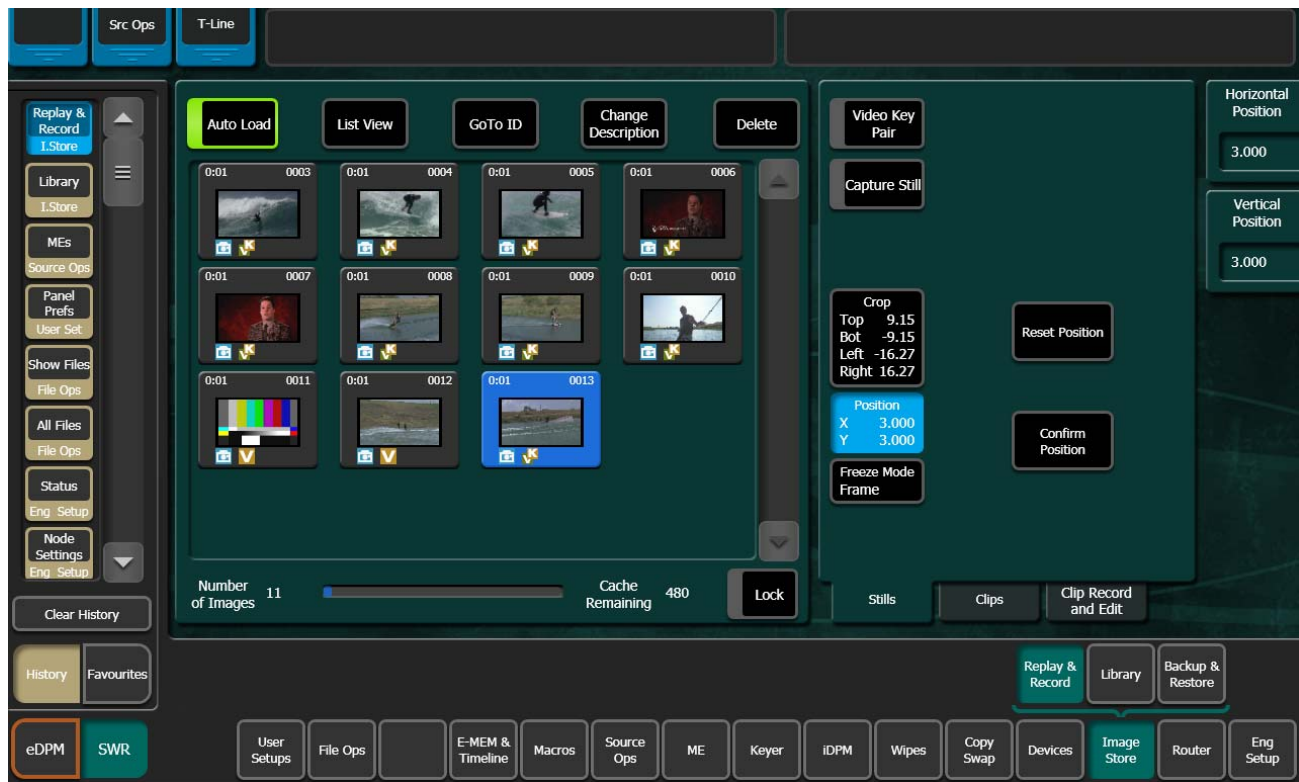 Src Ops
T-Line
Replay &
Record
I.Store
Library
I.Store
MEs
Source Ops
Panel
Prefs
User Set
Show Files
File Ops
All Files
File Ops
Status
Eng Setup
Node
Settings
Eng Setup
Clear History
History
Favourites
Auto Load
List View
GoTo ID
Change
Description
Delete
0:01 0003
0:01 0004
0:01 0005
0:01 0006
0:01 0007
0:01 0008
0:01 0009
0:01 0010
0:01 0011
0:01 0012
0:01 0013
Number
of Images 11
Cache
Remaining 480
Lock
Video Key
Pair
Capture Still
Crop
Top 9.15
Bot -9.15
Left -16.27
Right 16.27
Position
X 3.000
Y 3.000
Freeze Mode
Frame
Reset Position
Confirm
Position
Stills
Clips
Clip Record
and Edit
Horizontal
Position
3.000
Vertical
Position
3.000
Replay &
Record
Library
Backup &
Restore
eDPM
SWR
User
Setups
File Ops
E-MEM &
Timeline
Macros
Source
Ops
ME
Keyer
iDPM
Wipes
Copy
Swap
Devices
Image
Store
Router
Eng
Setup